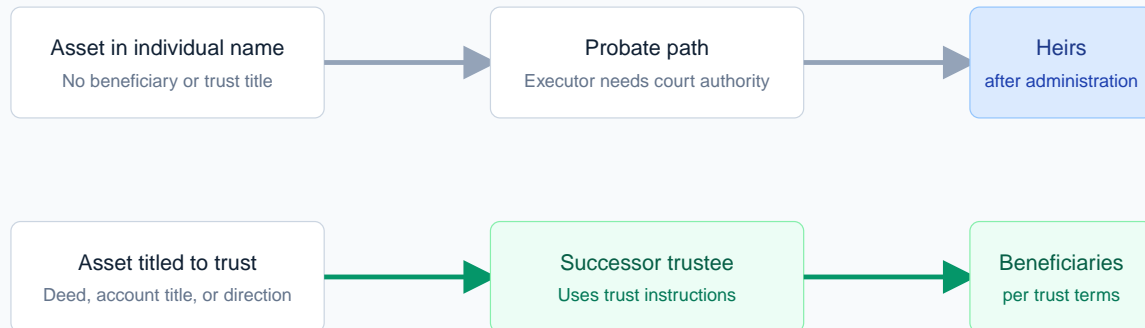 Asset in individual name
No beneficiary or trust title
Probate path
Executor needs court authority
Heirs
after administration
Asset titled to trust
Deed, account title, or direction
Successor trustee
Uses trust instructions
Beneficiaries
per trust terms